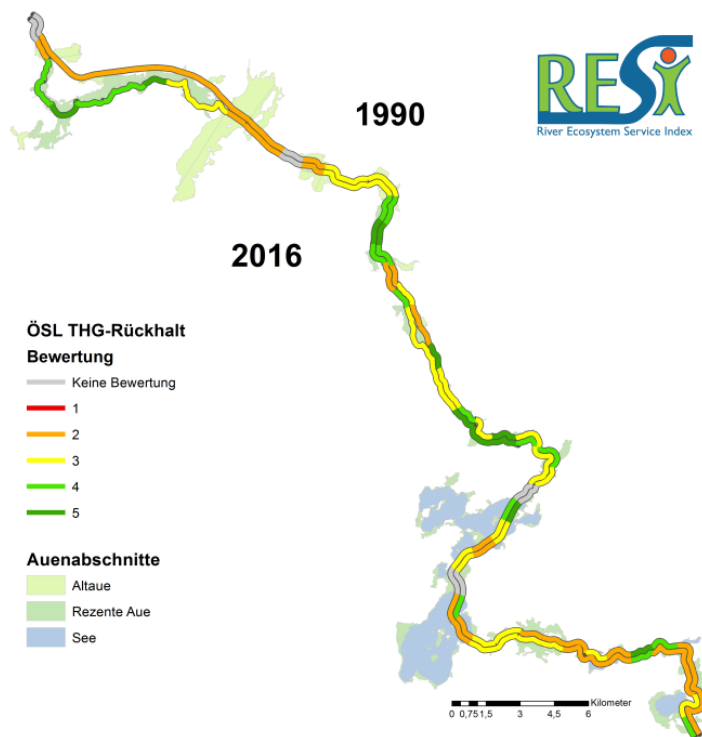 RESI
River Ecosystem Service Index
1990
2016
ÖSL THG-Rückhalt
Bewertung
Keine Bewertung
1
2
3
4
5
Auenabschnitte
Altaue
Rezente Aue
See
Kilometer
0 0,75 1,5 3 4,5 6